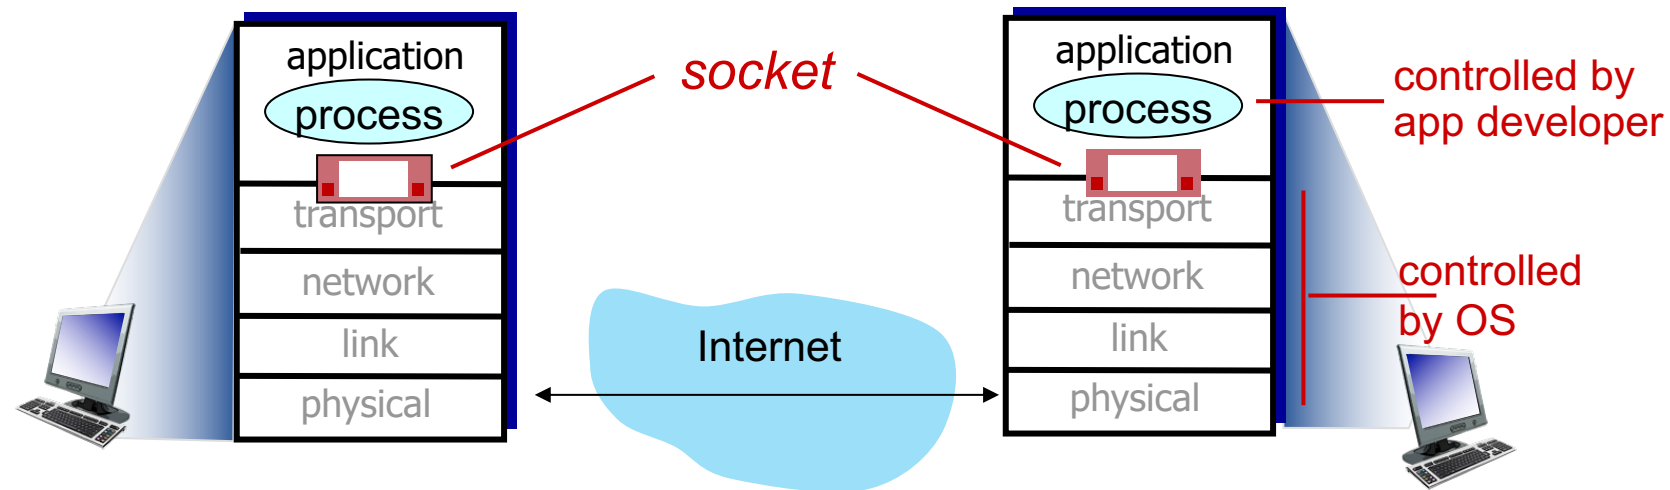 application
process
transport
network
link
physical
socket
Internet
application
process
transport
network
link
physical
controlled by
app developer
controlled
by OS